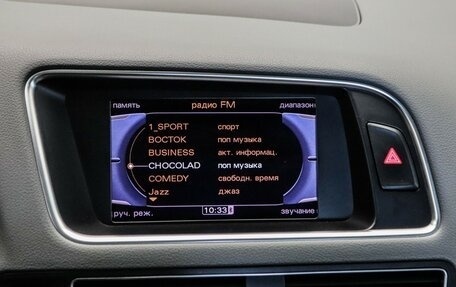 память радио FM диапазон
1_SPORT спорт
ВОСТОК поп музыка
BUSINESS акт. информац.
CHOCOLAD поп музыка
COMEDY свободн. время
Jazz джаз
руч. реж. 10:33 звучание